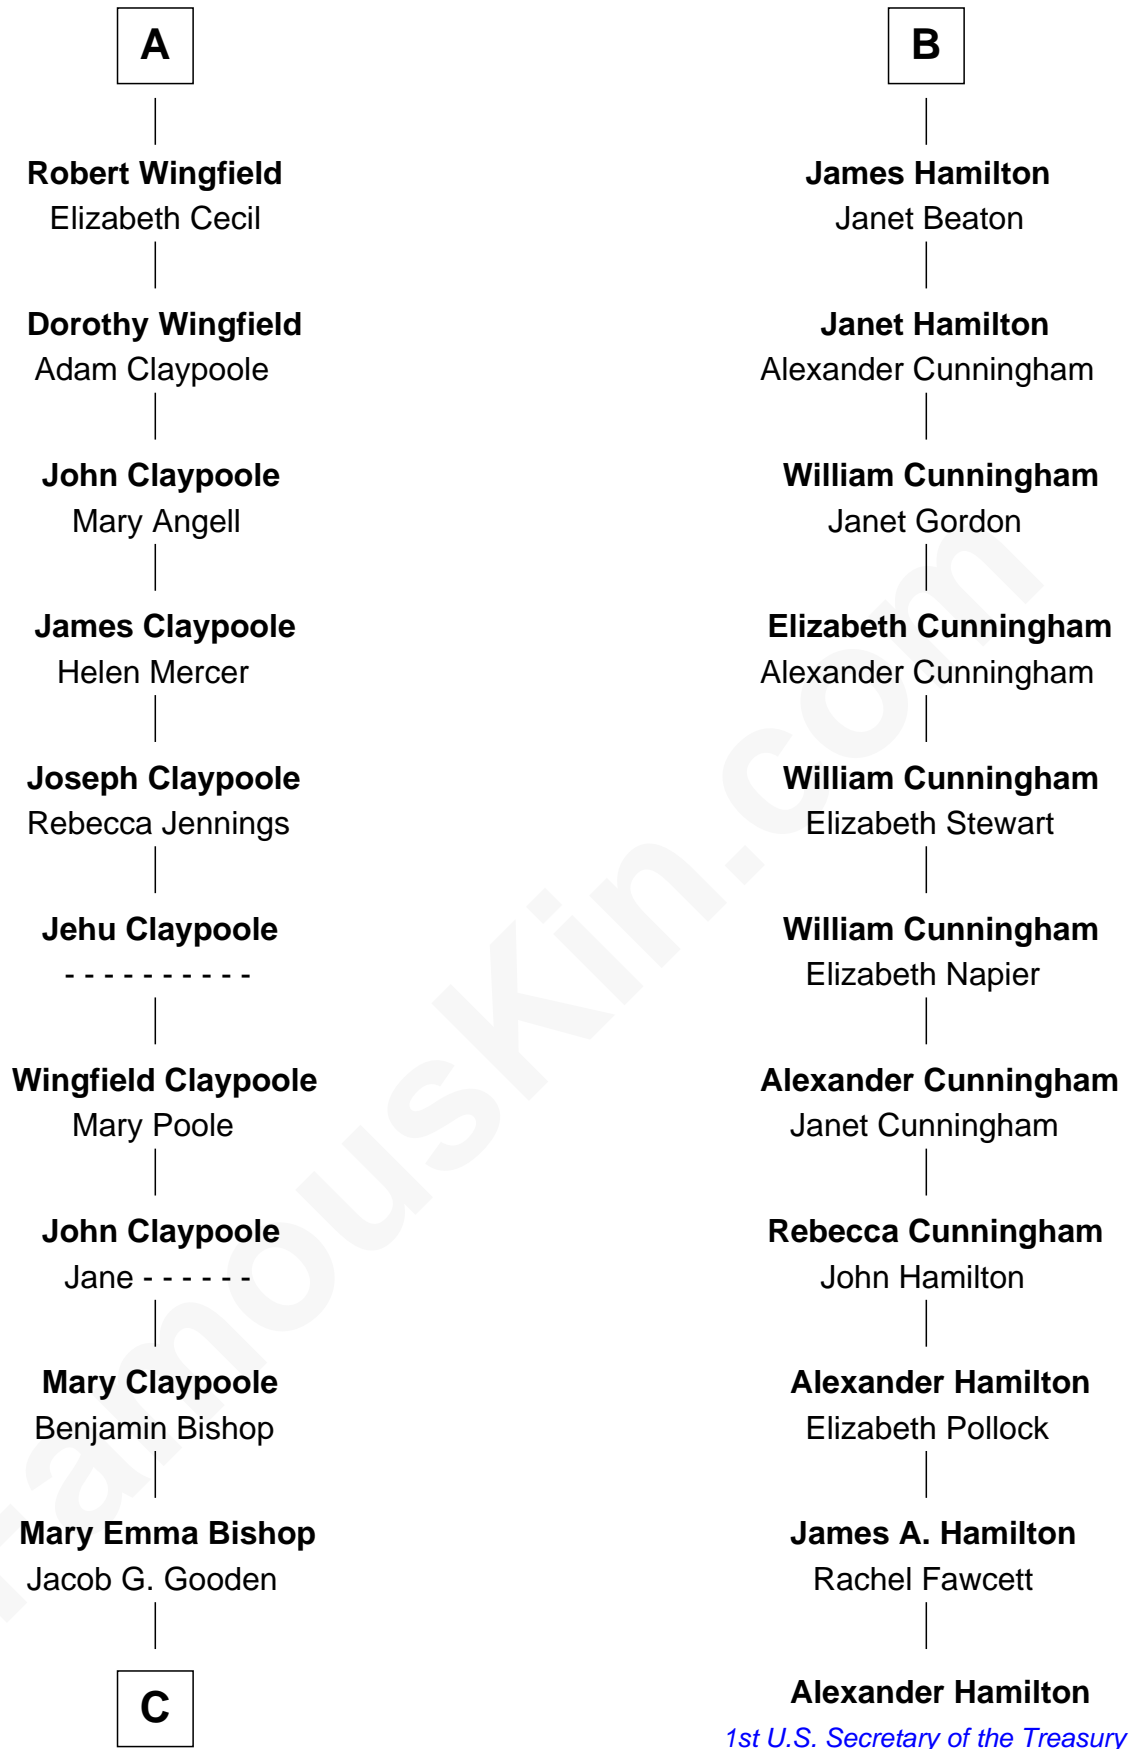 A
Robert Wingfield
Elizabeth Cecil
Dorothy Wingfield
Adam Claypoole
John Claypoole
Mary Angell
James Claypoole
Helen Mercer
Joseph Claypoole
Rebecca Jennings
Jehu Claypoole
- - - - - - - - - -
Wingfield Claypoole
Mary Poole
John Claypoole
Jane - - - - - -
Mary Claypoole
Benjamin Bishop
Mary Emma Bishop
Jacob G. Gooden
C
B
James Hamilton
Janet Beaton
Janet Hamilton
Alexander Cunningham
William Cunningham
Janet Gordon
Elizabeth Cunningham
Alexander Cunningham
William Cunningham
Elizabeth Stewart
William Cunningham
Elizabeth Napier
Alexander Cunningham
Janet Cunningham
Rebecca Cunningham
John Hamilton
Alexander Hamilton
Elizabeth Pollock
James A. Hamilton
Rachel Fawcett
Alexander Hamilton
1st U.S. Secretary of the Treasury
FamousKin.com